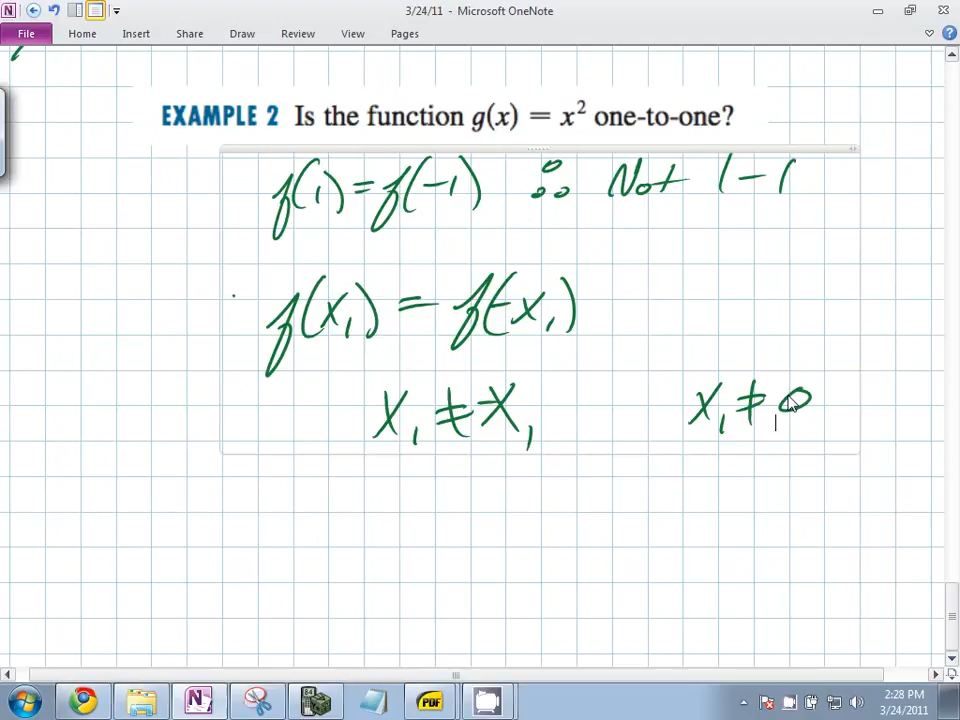 3/24/11 - Microsoft OneNote
File Home Insert Share Draw Review View Pages
EXAMPLE 2 Is the function g(x) = x² one-to-one?
f(1) = f(-1) ∴ Not 1-1
f(x₁) = f(-x₁)
x₁ ≠ -x₁ x₁ ≠ 0
PDF
2:28 PM
3/24/2011